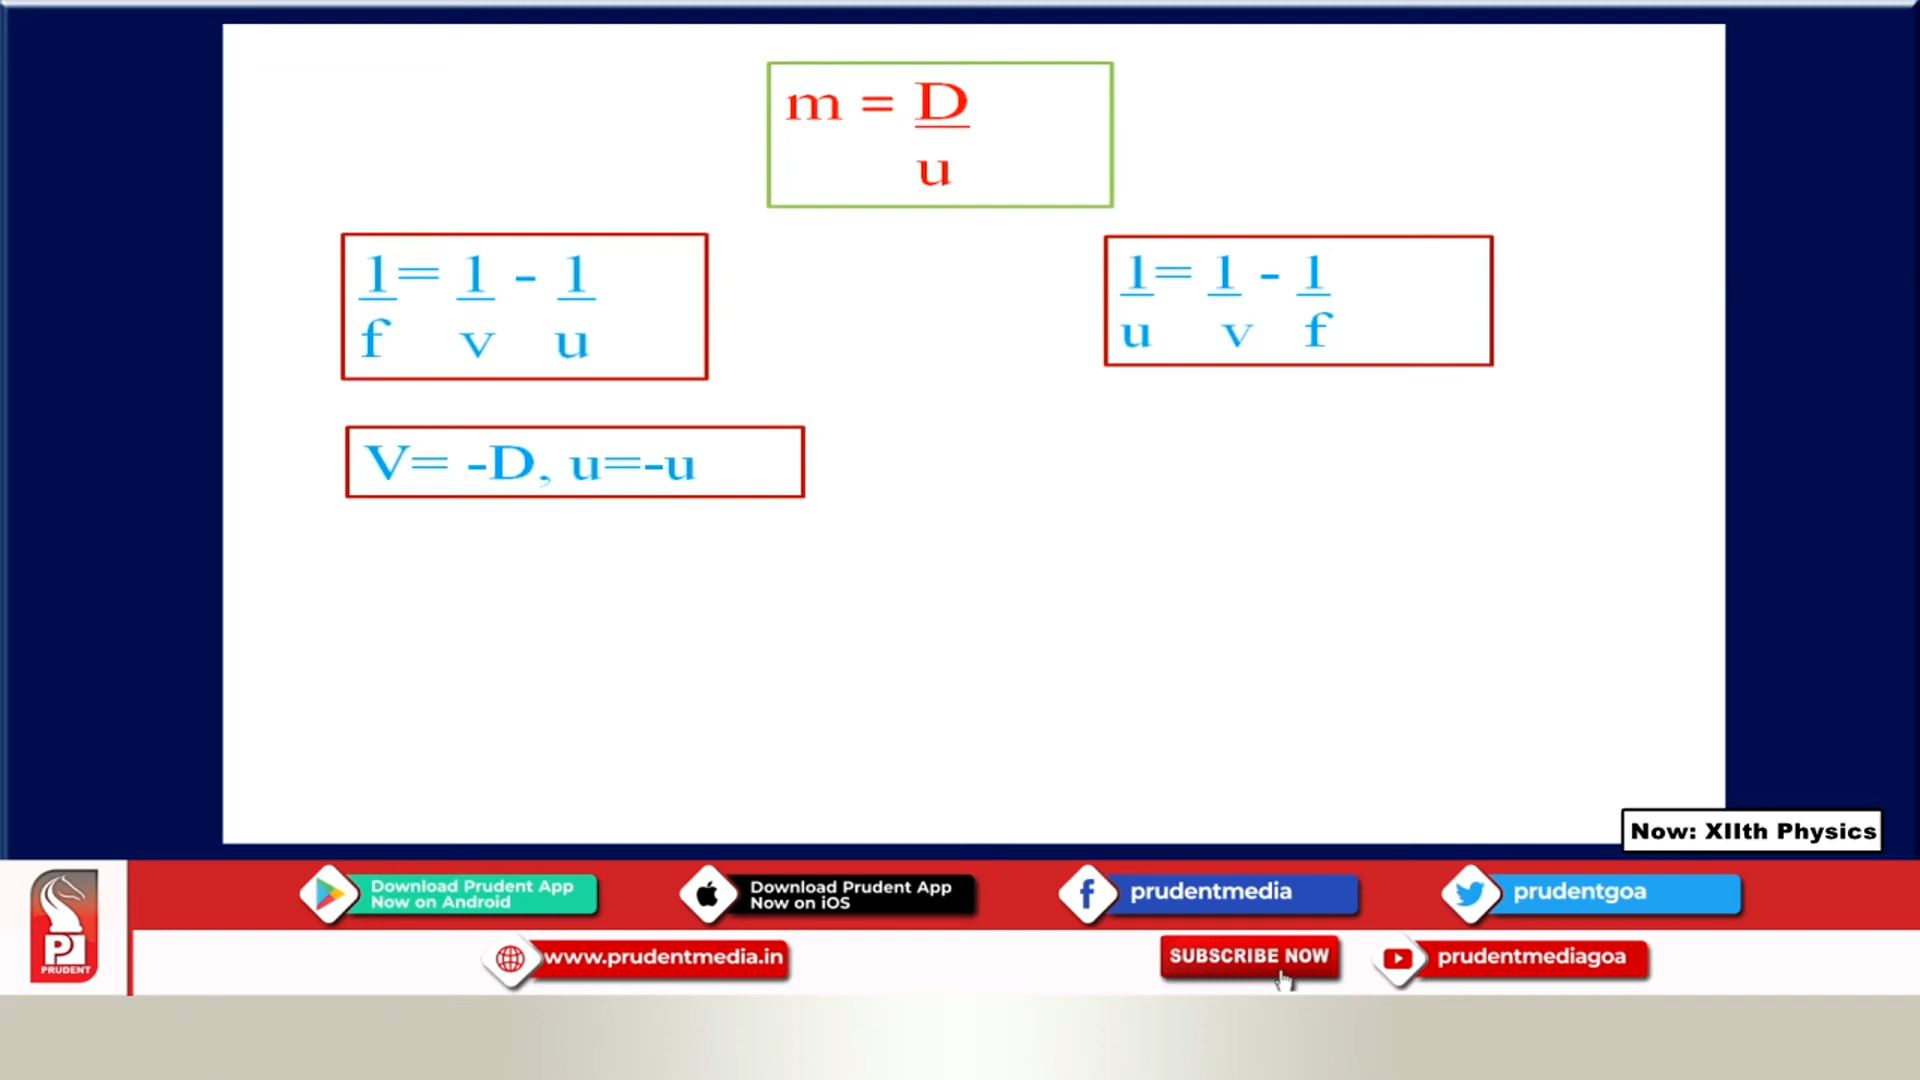 m = D
u
1= 1 - 1
f v u
1= 1 - 1
u v f
V= -D, u=-u
Now: XIIth Physics
Download Prudent App
Now on Android
Download Prudent App
Now on iOS
prudentmedia
prudentgoa
PRUDENT
www.prudentmedia.in
SUBSCRIBE NOW
prudentmediagoa